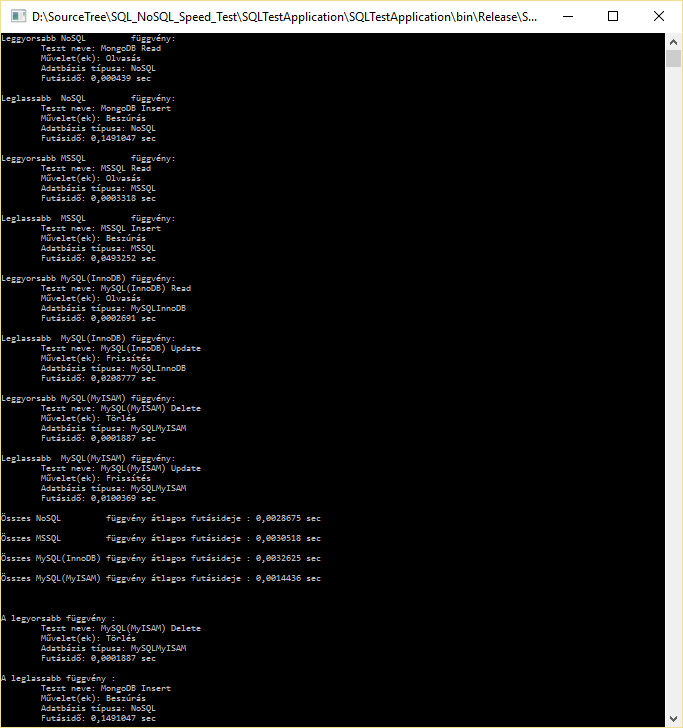 D:\SourceTree\SQL_NoSQL_Speed_Test\SQLTestApplication\SQLTestApplication\bin\Release\S...
Leggyorsabb NoSQL függvény:
Teszt neve: MongoDB Read
Művelet(ek): Olvasás
Adatbázis típusa: NoSQL
Futásidő: 0,000439 sec
Leglassabb NoSQL függvény:
Teszt neve: MongoDB Insert
Művelet(ek): Beszúrás
Adatbázis típusa: NoSQL
Futásidő: 0,1491047 sec
Leggyorsabb MSSQL függvény:
Teszt neve: MSSQL Read
Művelet(ek): Olvasás
Adatbázis típusa: MSSQL
Futásidő: 0,0003318 sec
Leglassabb MSSQL függvény:
Teszt neve: MSSQL Insert
Művelet(ek): Beszúrás
Adatbázis típusa: MSSQL
Futásidő: 0,0493252 sec
Leggyorsabb MySQL(InnoDB) függvény:
Teszt neve: MySQL(InnoDB) Read
Művelet(ek): Olvasás
Adatbázis típusa: MySQLInnoDB
Futásidő: 0,0002691 sec
Leglassabb MySQL(InnoDB) függvény:
Teszt neve: MySQL(InnoDB) Update
Művelet(ek): Frissítés
Adatbázis típusa: MySQLInnoDB
Futásidő: 0,0208777 sec
Leggyorsabb MySQL(MyISAM) függvény:
Teszt neve: MySQL(MyISAM) Delete
Művelet(ek): Törlés
Adatbázis típusa: MySQLMyISAM
Futásidő: 0,0001887 sec
Leglassabb MySQL(MyISAM) függvény:
Teszt neve: MySQL(MyISAM) Update
Művelet(ek): Frissítés
Adatbázis típusa: MySQLMyISAM
Futásidő: 0,0100369 sec
Összes NoSQL függvény átlagos futásideje : 0,0028675 sec
Összes MSSQL függvény átlagos futásideje : 0,0030518 sec
Összes MySQL(InnoDB) függvény átlagos futásideje : 0,0032625 sec
Összes MySQL(MyISAM) függvény átlagos futásideje : 0,0014436 sec
A legyorsabb függvény :
Teszt neve: MySQL(MyISAM) Delete
Művelet(ek): Törlés
Adatbázis típusa: MySQLMyISAM
Futásidő: 0,0001887 sec
A leglassabb függvény :
Teszt neve: MongoDB Insert
Művelet(ek): Beszúrás
Adatbázis típusa: NoSQL
Futásidő: 0,1491047 sec